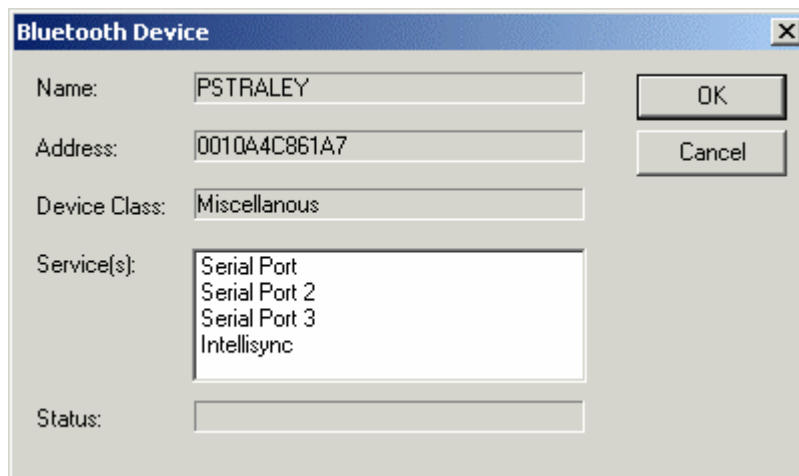 Bluetooth Device
Name: PSTRALEY
OK
Address: 0010A4C861A7
Cancel
Device Class: Miscellanous
Service(s): Serial Port
Serial Port 2
Serial Port 3
Intellisync
Status: